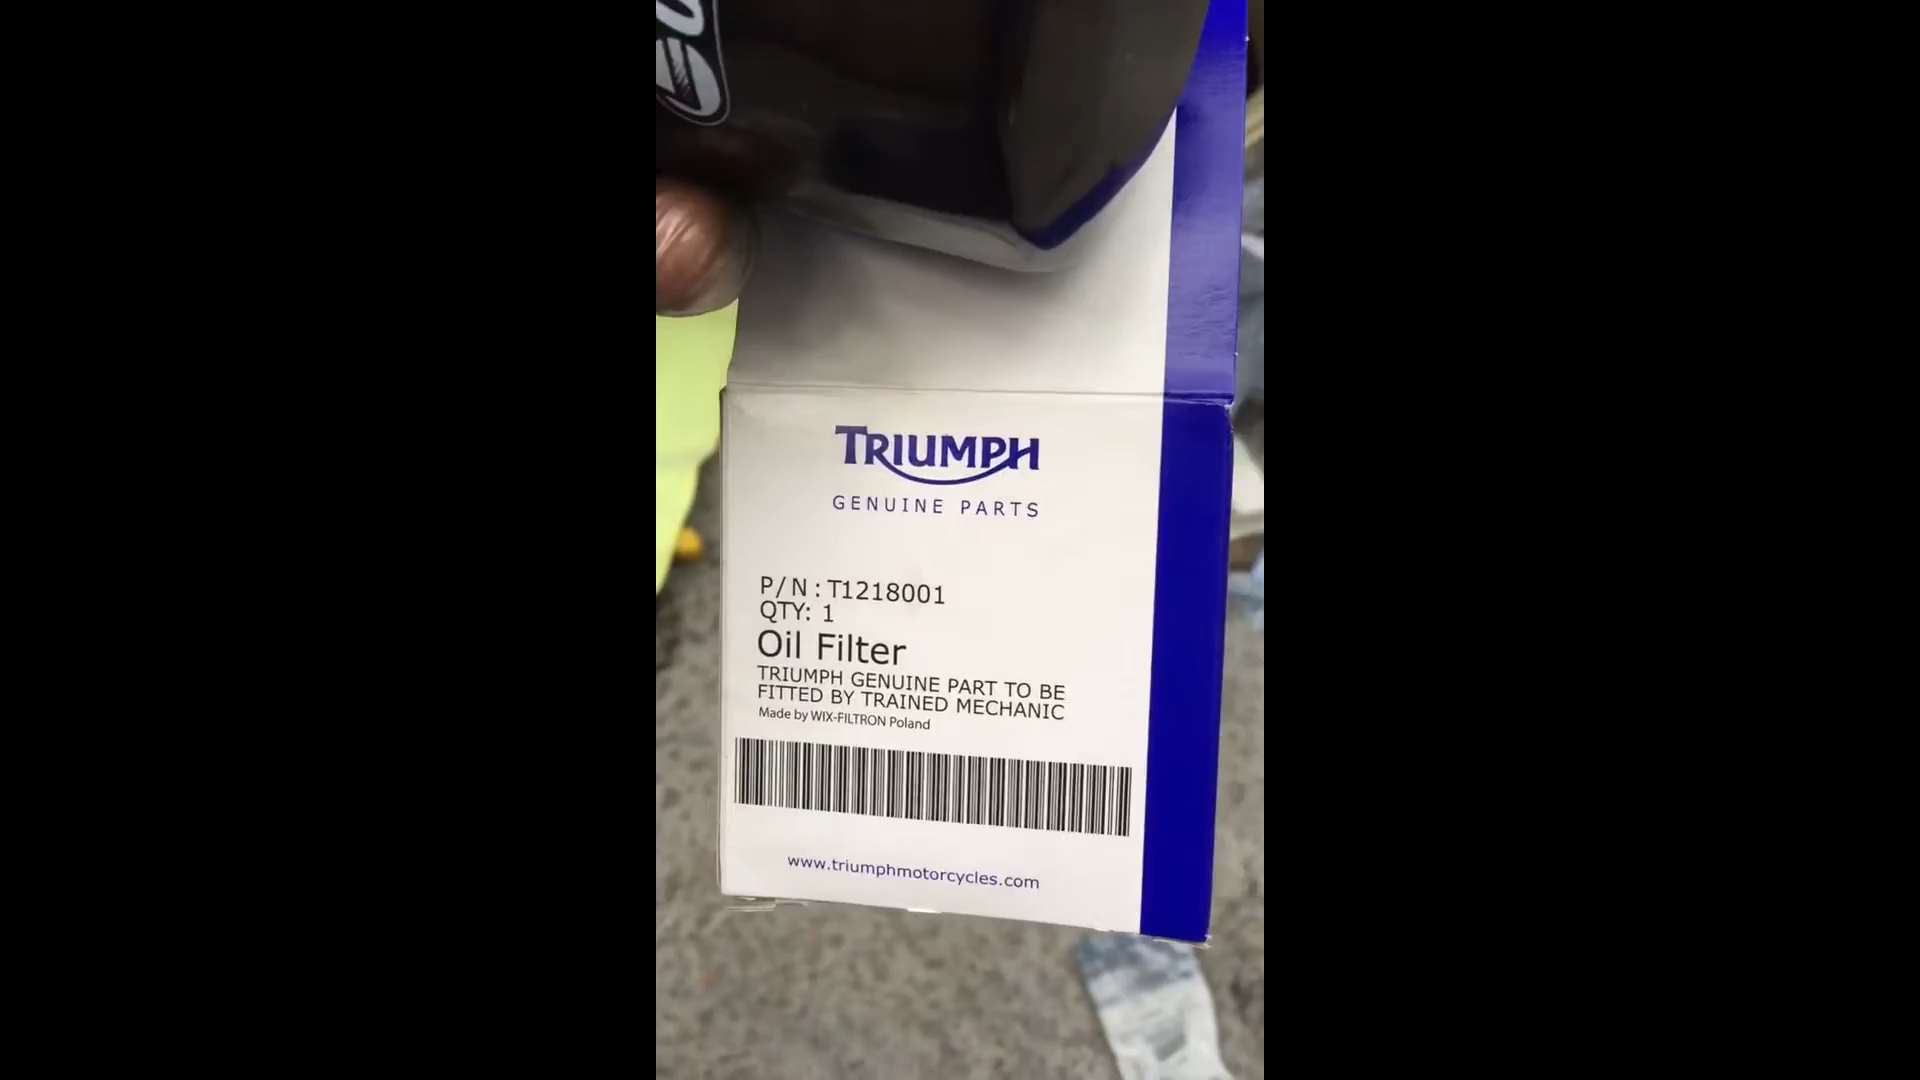 TRIUMPH
GENUINE PARTS
P/N: T1218001
QTY: 1
Oil Filter
TRIUMPH GENUINE PART TO BE
FITTED BY TRAINED MECHANIC
Made by WIX-FILTRON Poland
www.triumphmotorcycles.com